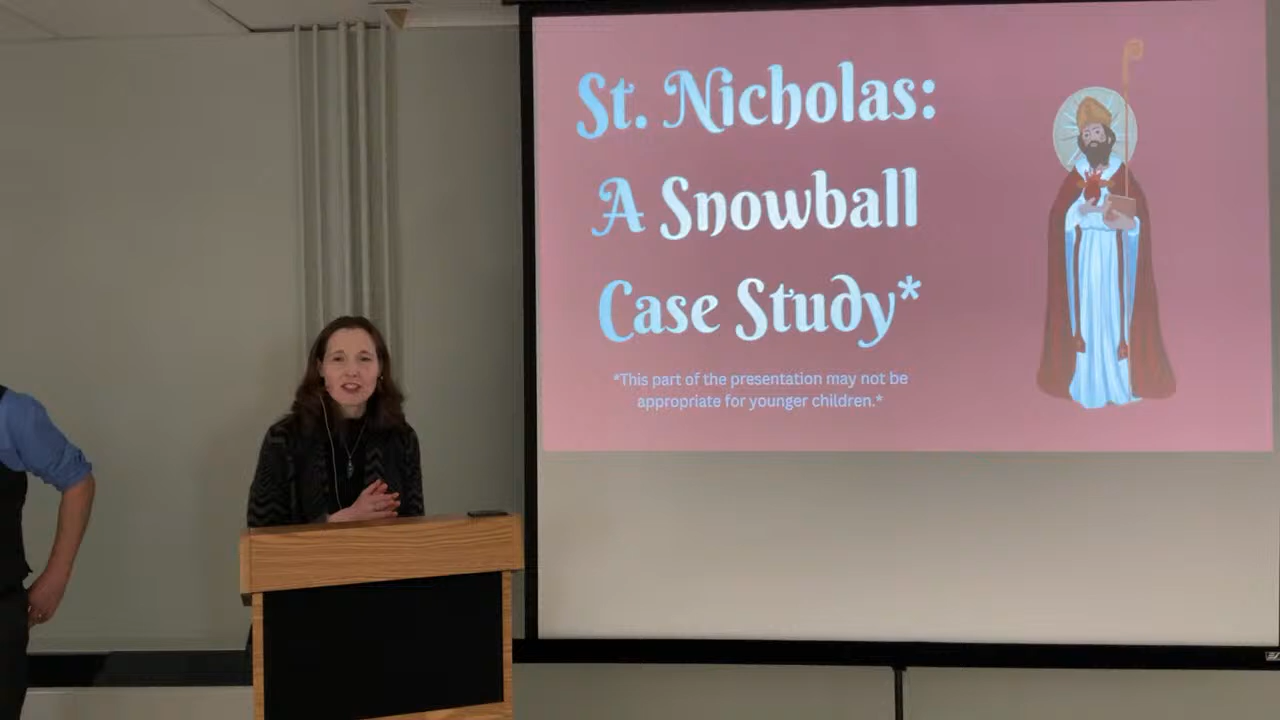 St. Nicholas:
A Snowball
Case Study*
*This part of the presentation may not be
appropriate for younger children.*